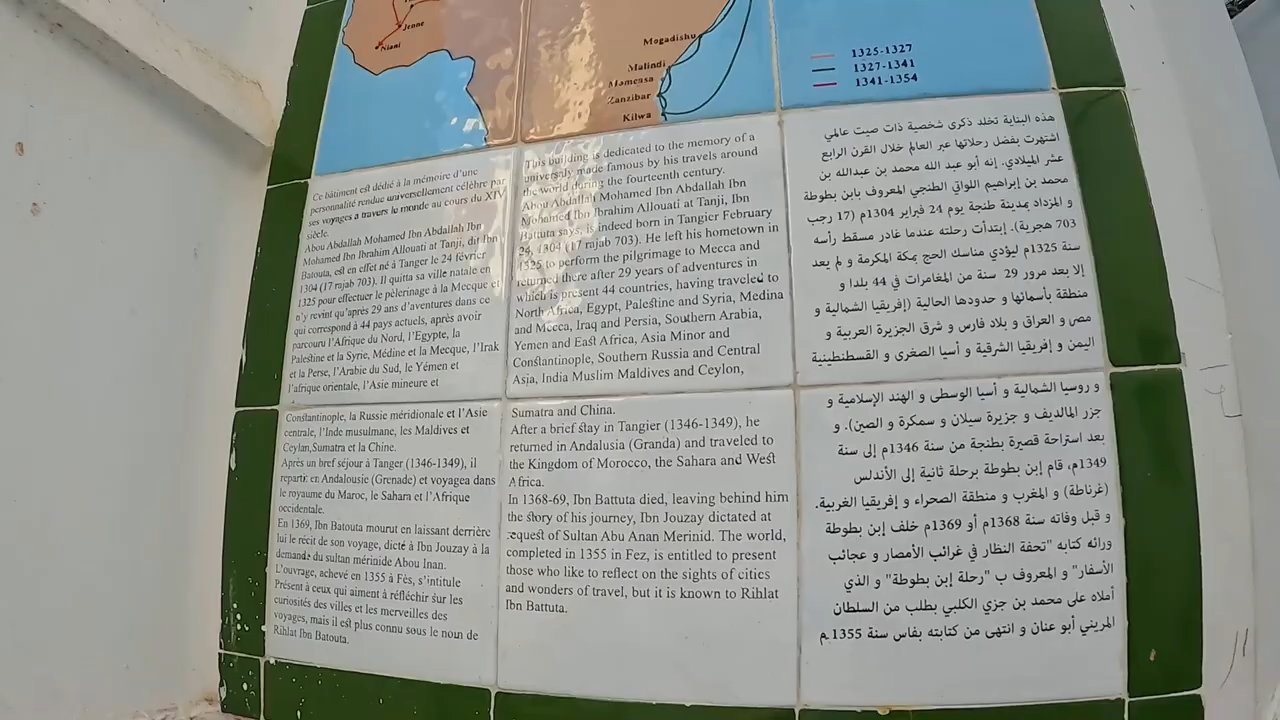 Jenne
Niani
Mogadishu
Malindi
Momcasa
Zanzibar
Kilwa
1325-1327
1327-1341
1341-1354
Ce bâtiment est dédié à la mémoire d'une
personnalité rendue universellement célèbre par
ses voyages a travers le monde au cours du XIV
siècle.
Abou Abdallah Mohamed Ibn Abdallah Ibn
Mohamed Ibn Ibrahim Allouati at Tanji, dit Ibn
Batouta, est en effet né à Tanger le 24 février
1304 (17 rajab 703). Il quitta sa ville natale en
1325 pour effectuer le pèlerinage à la Mecque et
n'y revint qu'après 29 ans d'aventures dans ce
qui correspond à 44 pays actuels, après avoir
parcouru l'Afrique du Nord, l'Egypte, la
Palestine et la Syrie, Médine et la Mecque, l'Irak
et la Perse, l'Arabie du Sud, le Yémen et
l'afrique orientale, l'Asie mineure et
Constantinople, la Russie méridionale et l'Asie
centrale, l'Inde musulmane, les Maldives et
Ceylan,Sumatra et la Chine.
Après un bref séjour à Tanger (1346-1349), il
repartit en Andalousie (Grenade) et voyagea dans
le royaume du Maroc, le Sahara et l'Afrique
occidentale.
En 1369, Ibn Batouta mourut en laissant derrière
lui le récit de son voyage, dicté à Ibn Jouzay à la
demande du sultan mérinide Abou Inan.
L'ouvrage, achevé en 1355 à Fès, s'intitule
Présent à ceux qui aiment à réfléchir sur les
curiosités des villes et les merveilles des
voyages, mais il est plus connu sous le noun de
Rihlat Ibn Batouta.
This building is dedicated to the memory of a
universally made famous by his travels around
the world during the fourteenth century.
Abou Abdallah Mohamed Ibn Abdallah Ibn
Mohamed Ibn Ibrahim Allouati at Tanji, Ibn
Battuta says, is indeed born in Tangier February
24, 1304 (17 rajab 703). He left his hometown in
1325 to perform the pilgrimage to Mecca and
returned there after 29 years of adventures in
which is present 44 countries, having traveled to
North Africa, Egypt, Palestine and Syria, Medina
and Mecca, Iraq and Persia, Southern Arabia,
Yemen and East Africa, Asia Minor and
Constinople, Southern Russia and Central
Asia, India Muslim Maldives and Ceylon,
Sumatra and China.
After a brief stay in Tangier (1346-1349), he
returned in Andalusia (Granda) and traveled to
the Kingdom of Morocco, the Sahara and West
Africa.
In 1368-69, Ibn Battuta died, leaving behind him
the story of his journey, Ibn Jouzay dictated at
request of Sultan Abu Anan Merinid. The world,
completed in 1355 in Fez, is entitled to present
those who like to reflect on the sights of cities
and wonders of travel, but it is known to Rihlat
Ibn Battuta.
هذه البناية تخلد ذكرى شخصية ذات صيت عالمي
اشتهرت بفضل رحلاتها عبر العالم خلال القرن الرابع
عشر الميلادي. إنه أبو عبد الله محمد بن عبدالله بن
محمد بن إبراهيم اللواتي الطنجي المعروف بابن بطوطة
و المزداد بمدينة طنجة يوم 24 فبراير 1304م (17 رجب
703 هجرية). إبتدأت رحلته عندما غادر مسقط رأسه
سنة 1325م ليؤدي مناسك الحج بمكة المكرمة و لم يعد
إلا بعد مرور 29 سنة من المغامرات في 44 بلدا و
منطقة بأسمائها و حدودها الحالية (إفريقيا الشمالية و
مصر و العراق و بلاد فارس و شرق الجزيرة العربية و
اليمن و إفريقيا الشرقية و أسيا الصغرى و القسطنطينية
و روسيا الشمالية و أسيا الوسطى و الهند الإسلامية و
جزر المالديف و جزيرة سيلان و سمكرة و الصين). و
بعد استراحة قصيرة بطنجة من سنة 1346م إلى سنة
1349م، قام إبن بطوطة برحلة ثانية إلى الأندلس
(غرناطة) و المغرب و منطقة الصحراء و إفريقيا الغربية.
و قبل وفاته سنة 1368م أو 1369م خلف إبن بطوطة
ورائه كتابه "تحفة النظار في غرائب الأمصار و عجائب
الأسفار" و المعروف ب "رحلة إبن بطوطة" و الذي
أملاه على محمد بن جزي الكلبي بطلب من السلطان
المريني أبو عنان و انتهى من كتابته بفاس سنة 1355م